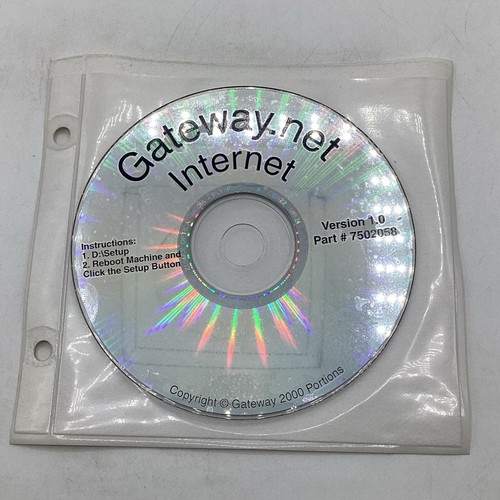 Gateway.net
Internet
Version 1.0
Part # 7502058
Instructions:
1. D:\Setup
2. Reboot Machine and
Click the Setup Button
Copyright © Gateway 2000 Portions